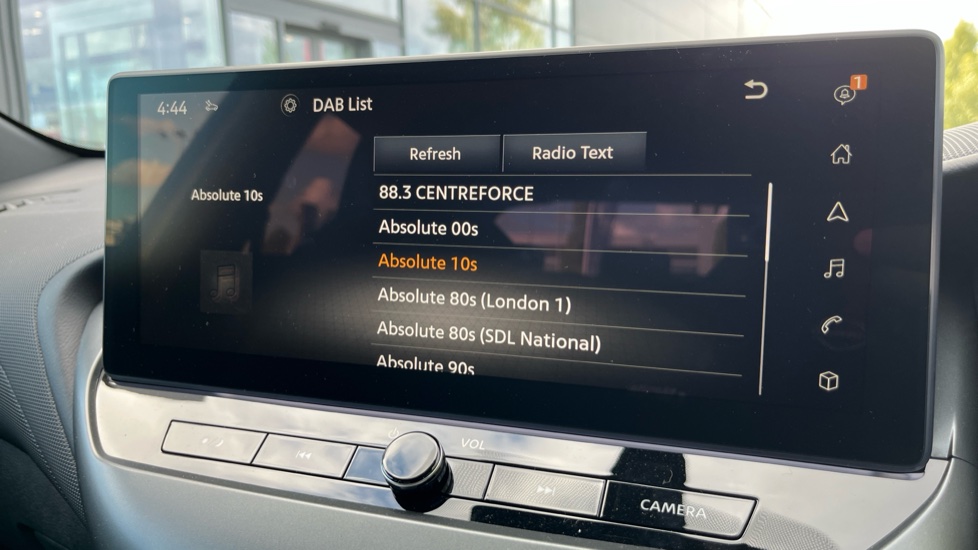 4:44
DAB List
1
Refresh
Radio Text
Absolute 10s
88.3 CENTREFORCE
Absolute 00s
Absolute 10s
Absolute 80s (London 1)
Absolute 80s (SDL National)
Absolute 90s
VOL
CAMERA